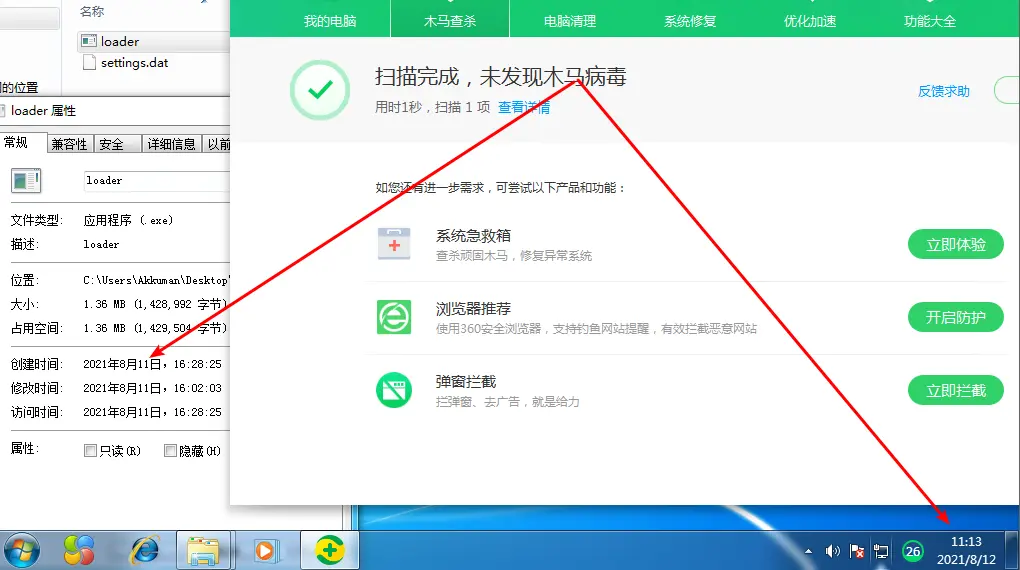 名称
loader
settings.dat
的位置
loader 属性
常规 兼容性 安全 详细信息 以前
loader
文件类型: 应用程序 (.exe)
描述: loader
位置: C:\Users\Akkuman\Desktop
大小: 1.36 MB (1,428,992 字节)
占用空间: 1.36 MB (1,429,504 字节)
创建时间: 2021年8月11日，16:28:25
修改时间: 2021年8月11日，16:02:03
访问时间: 2021年8月11日，16:28:25
属性: 只读(R) 隐藏(H)
我的电脑 木马查杀 电脑清理 系统修复 优化加速 功能大全
扫描完成，未发现木马病毒
用时1秒，扫描 1 项 查看详情
反馈求助
如您还有进一步需求，可尝试以下产品和功能：
系统急救箱
查杀顽固木马，修复异常系统
立即体验
浏览器推荐
使用360安全浏览器，支持钓鱼网站提醒，有效拦截恶意网站
开启防护
弹窗拦截
拦弹窗、去广告，就是给力
立即拦截
26
11:13
2021/8/12